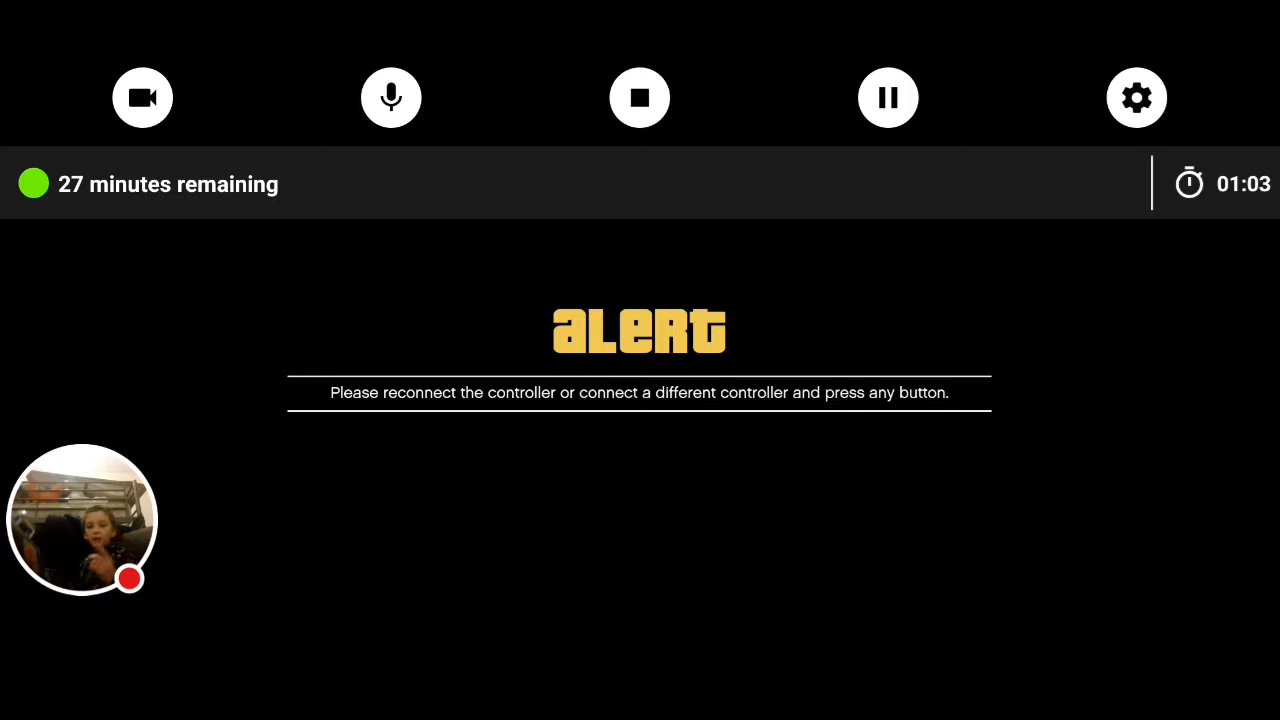 27 minutes remaining
01:03
alert
Please reconnect the controller or connect a different controller and press any button.